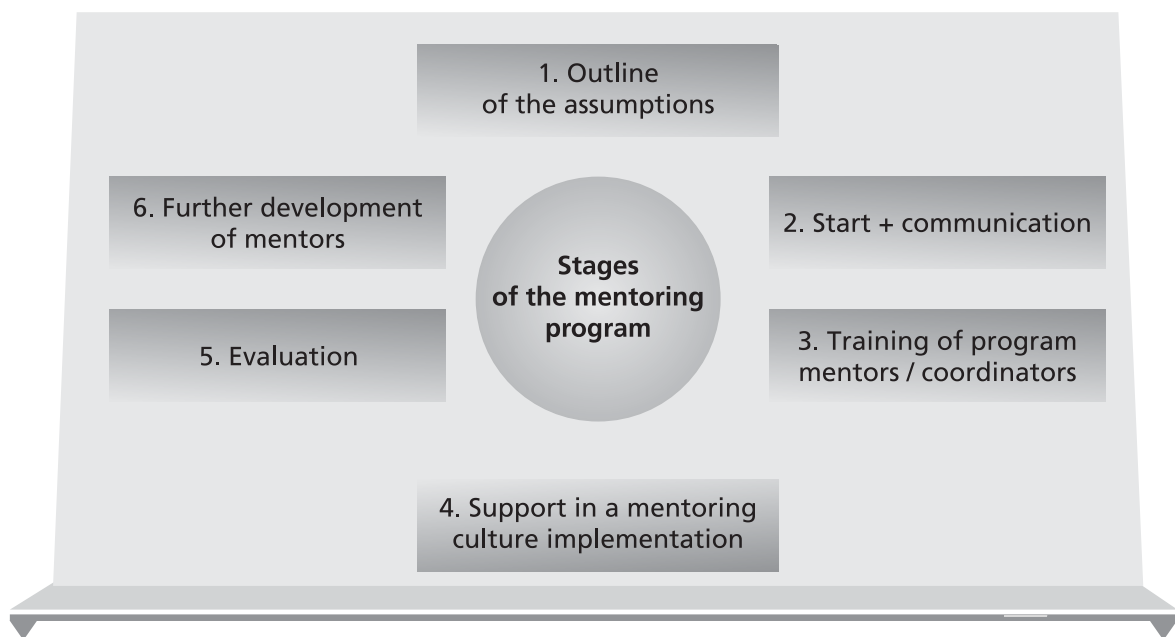 1. Outline
of the assumptions
2. Start + communication
3. Training of program
mentors / coordinators
4. Support in a mentoring
culture implementation
5. Evaluation
6. Further development
of mentors
Stages
of the mentoring
program